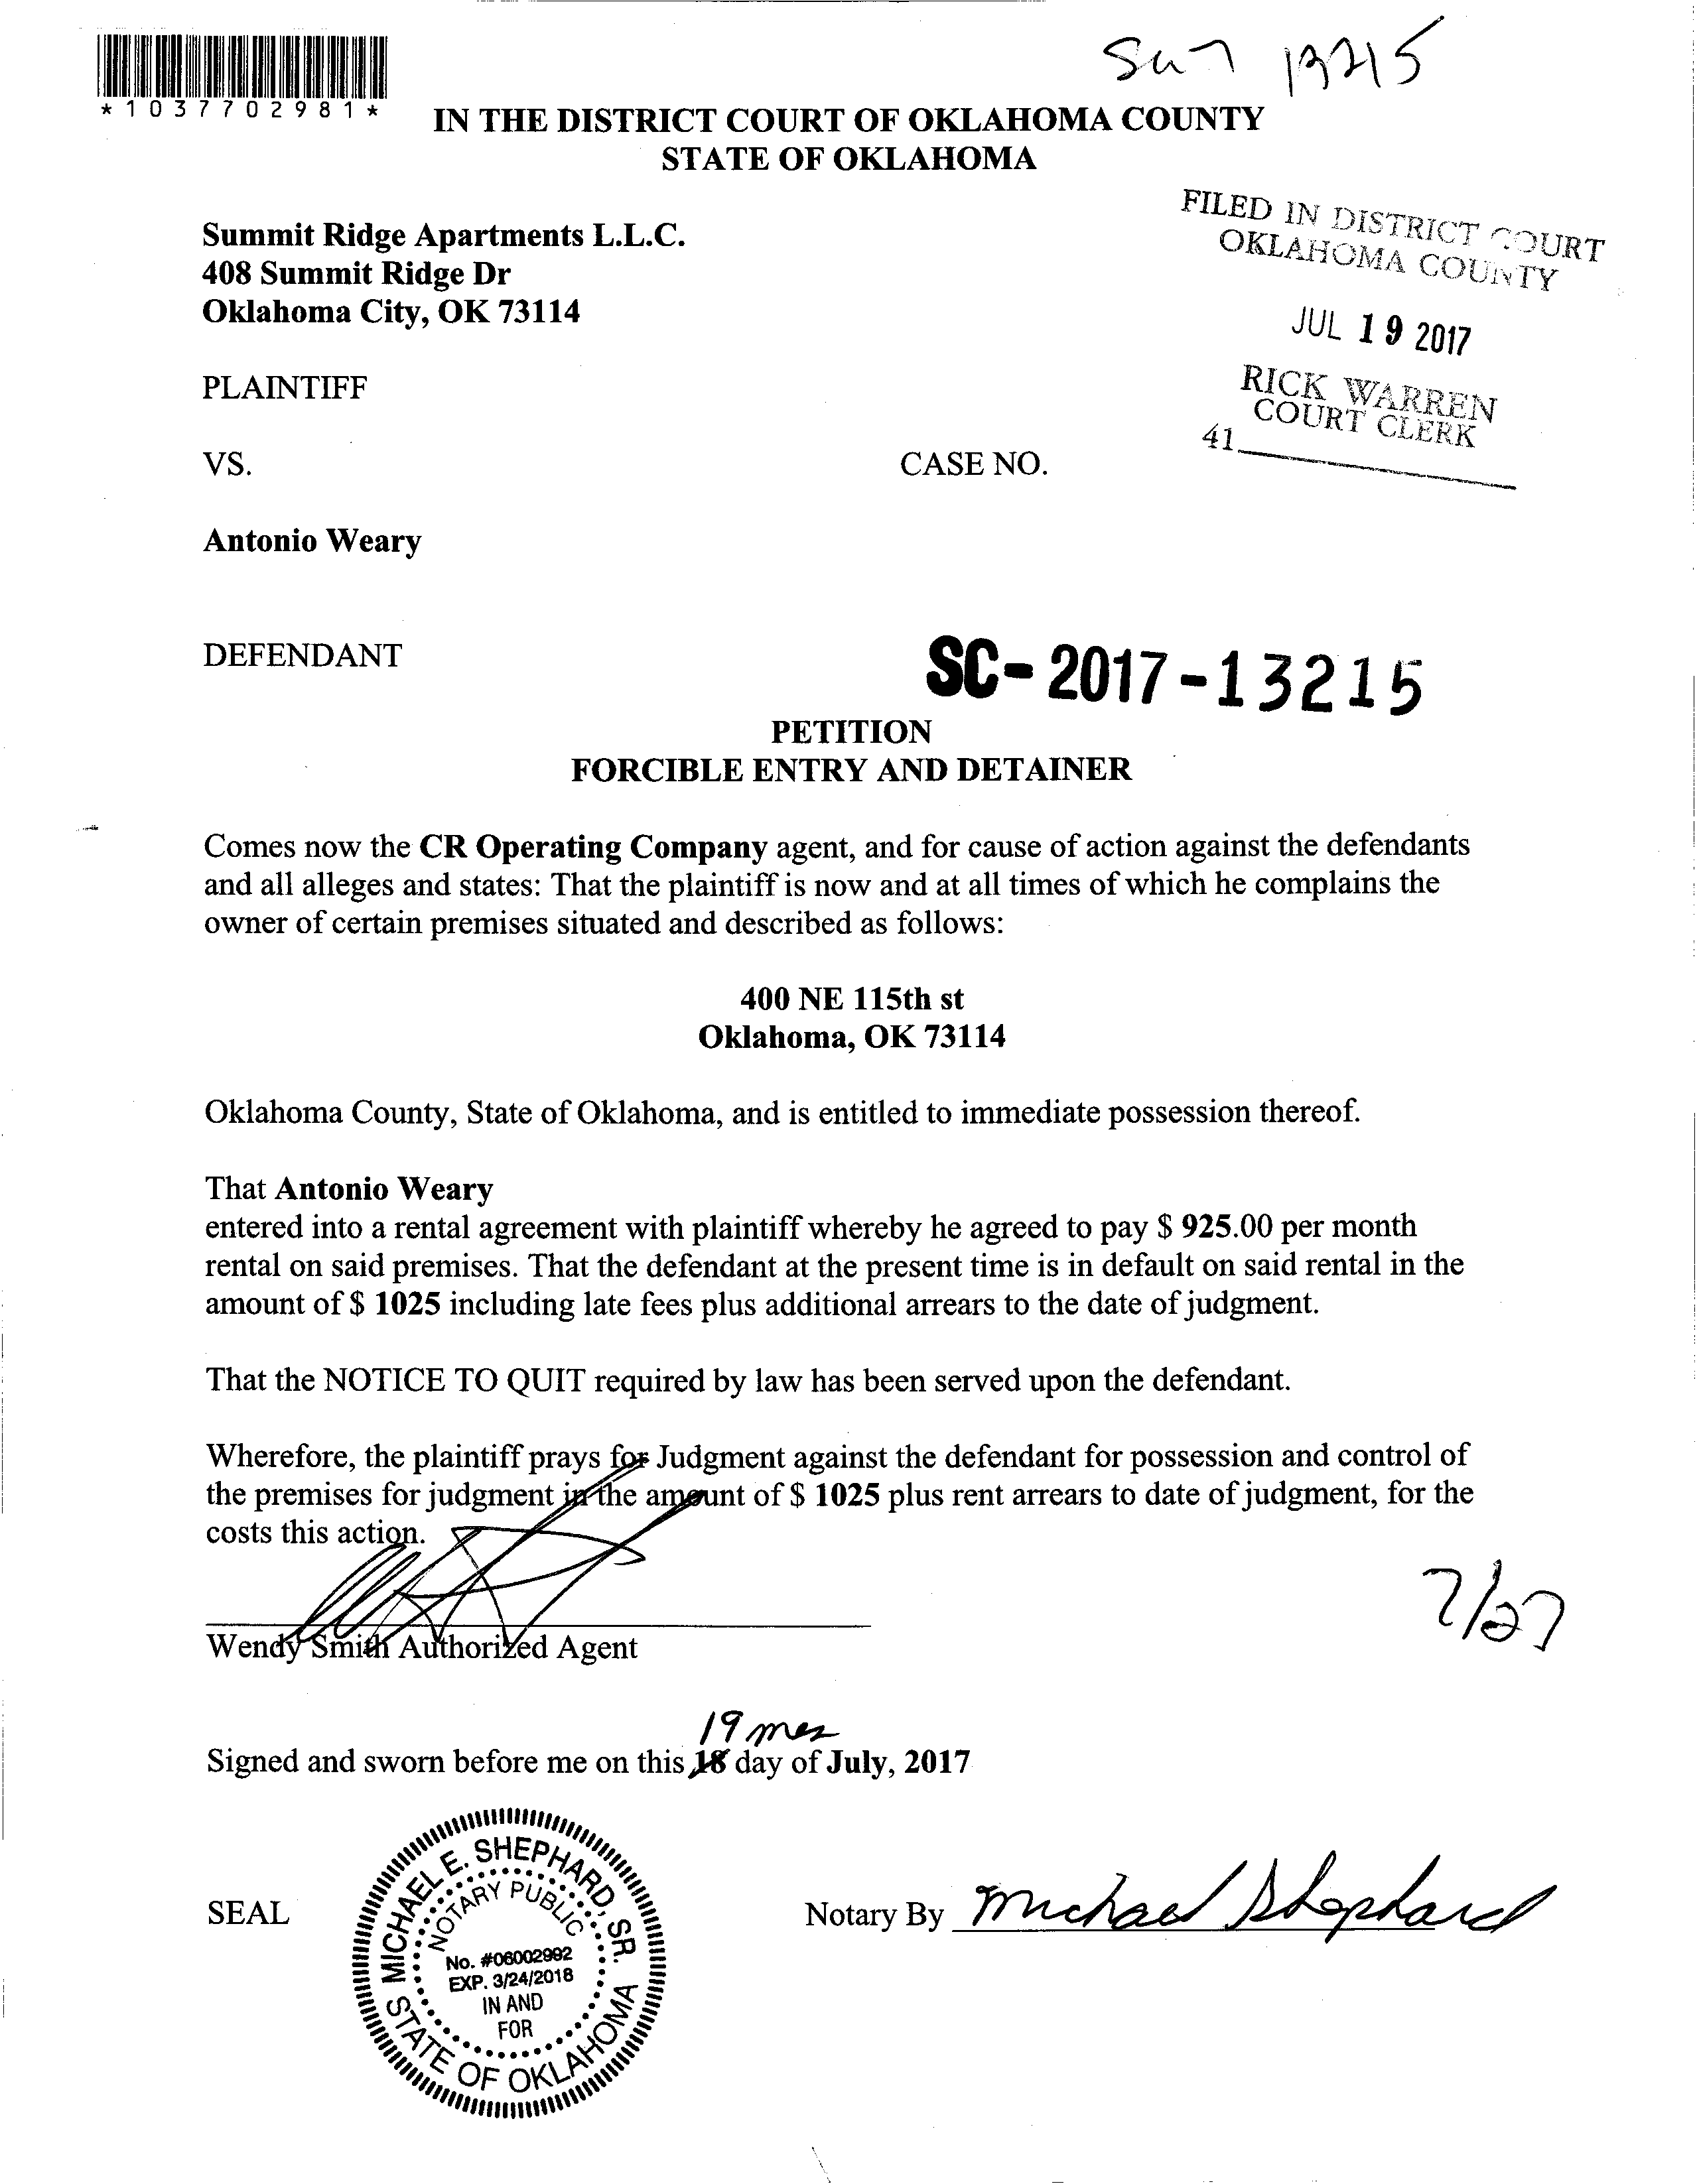 Su7 13215
*1037702981*
IN THE DISTRICT COURT OF OKLAHOMA COUNTY
STATE OF OKLAHOMA
FILED IN DISTRICT COURT
OKLAHOMA COUNTY
JUL 19 2017
RICK WARREN
COURT CLERK
41
Summit Ridge Apartments L.L.C.
408 Summit Ridge Dr
Oklahoma City, OK 73114
PLAINTIFF
VS.
CASE NO.
Antonio Weary
DEFENDANT
SC-2017-13215
PETITION
FORCIBLE ENTRY AND DETAINER
Comes now the CR Operating Company agent, and for cause of action against the defendants
and all alleges and states: That the plaintiff is now and at all times of which he complains the
owner of certain premises situated and described as follows:
400 NE 115th st
Oklahoma, OK 73114
Oklahoma County, State of Oklahoma, and is entitled to immediate possession thereof.
That Antonio Weary
entered into a rental agreement with plaintiff whereby he agreed to pay $ 925.00 per month
rental on said premises. That the defendant at the present time is in default on said rental in the
amount of $ 1025 including late fees plus additional arrears to the date of judgment.
That the NOTICE TO QUIT required by law has been served upon the defendant.
Wherefore, the plaintiff prays for Judgment against the defendant for possession and control of
the premises for judgment in the amount of $ 1025 plus rent arrears to date of judgment, for the
costs this action.
7/27
Wendy Smith Authorized Agent
19 mes
Signed and sworn before me on this 18 day of July, 2017
SEAL
MICHAEL E. SHEPHARD, SR.
NOTARY PUBLIC
No. #06002992
EXP. 3/24/2018
IN AND
FOR
STATE OF OKLAHOMA
Notary By Michael Shephard